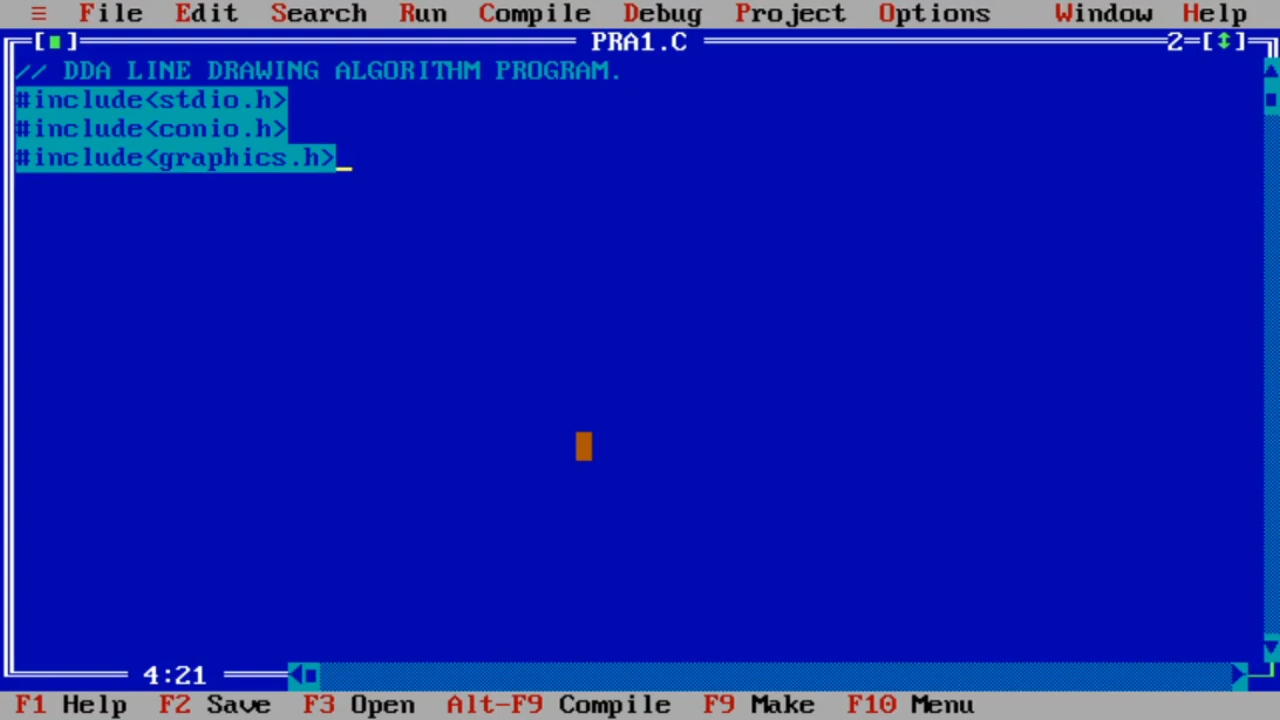 ≡ File Edit Search Run Compile Debug Project Options Window Help
[■] PRA1.C 2=[↕]
// DDA LINE DRAWING ALGORITHM PROGRAM.
#include<stdio.h>
#include<conio.h>
#include<graphics.h>_
4:21
F1 Help F2 Save F3 Open Alt-F9 Compile F9 Make F10 Menu